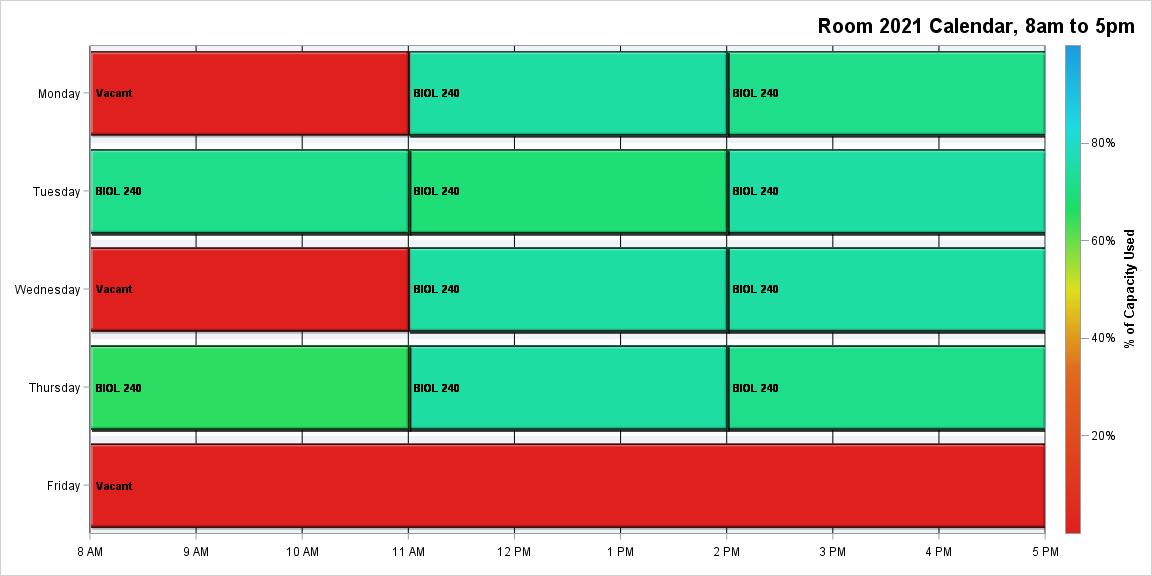 Room 2021 Calendar, 8am to 5pm
Monday
Vacant
BIOL 240
BIOL 240
Tuesday
BIOL 240
BIOL 240
BIOL 240
Wednesday
Vacant
BIOL 240
BIOL 240
Thursday
BIOL 240
BIOL 240
BIOL 240
Friday
Vacant
8 AM
9 AM
10 AM
11 AM
12 PM
1 PM
2 PM
3 PM
4 PM
5 PM
80%
60%
40%
20%
% of Capacity Used